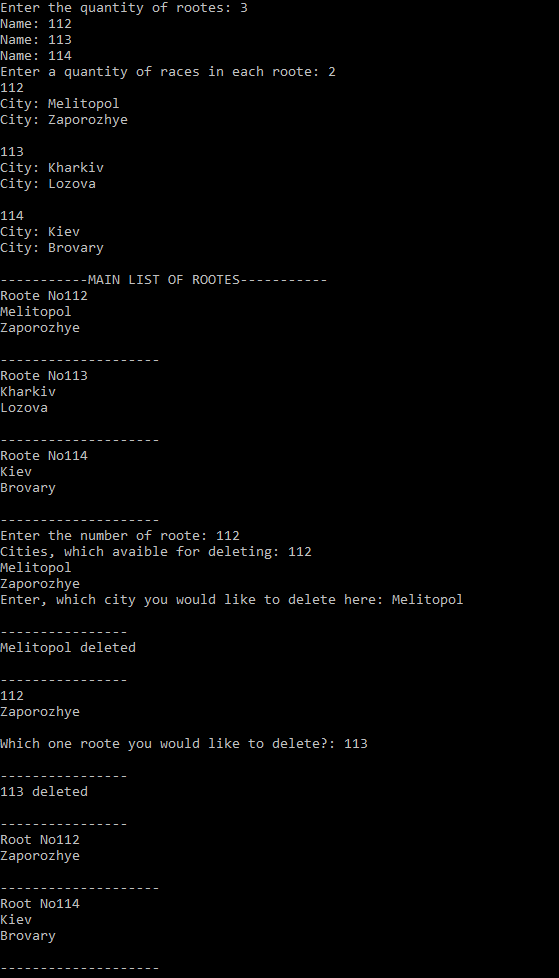 Enter the quantity of rootes: 3
Name: 112
Name: 113
Name: 114
Enter a quantity of races in each roote: 2
112
City: Melitopol
City: Zaporozhye
113
City: Kharkiv
City: Lozova
114
City: Kiev
City: Brovary
-----------MAIN LIST OF ROOTES-----------
Roote No112
Melitopol
Zaporozhye
--------------------
Roote No113
Kharkiv
Lozova
--------------------
Roote No114
Kiev
Brovary
--------------------
Enter the number of roote: 112
Cities, which avaible for deleting: 112
Melitopol
Zaporozhye
Enter, which city you would like to delete here: Melitopol
----------------
Melitopol deleted
----------------
112
Zaporozhye
Which one roote you would like to delete?: 113
----------------
113 deleted
----------------
Root No112
Zaporozhye
--------------------
Root No114
Kiev
Brovary
--------------------